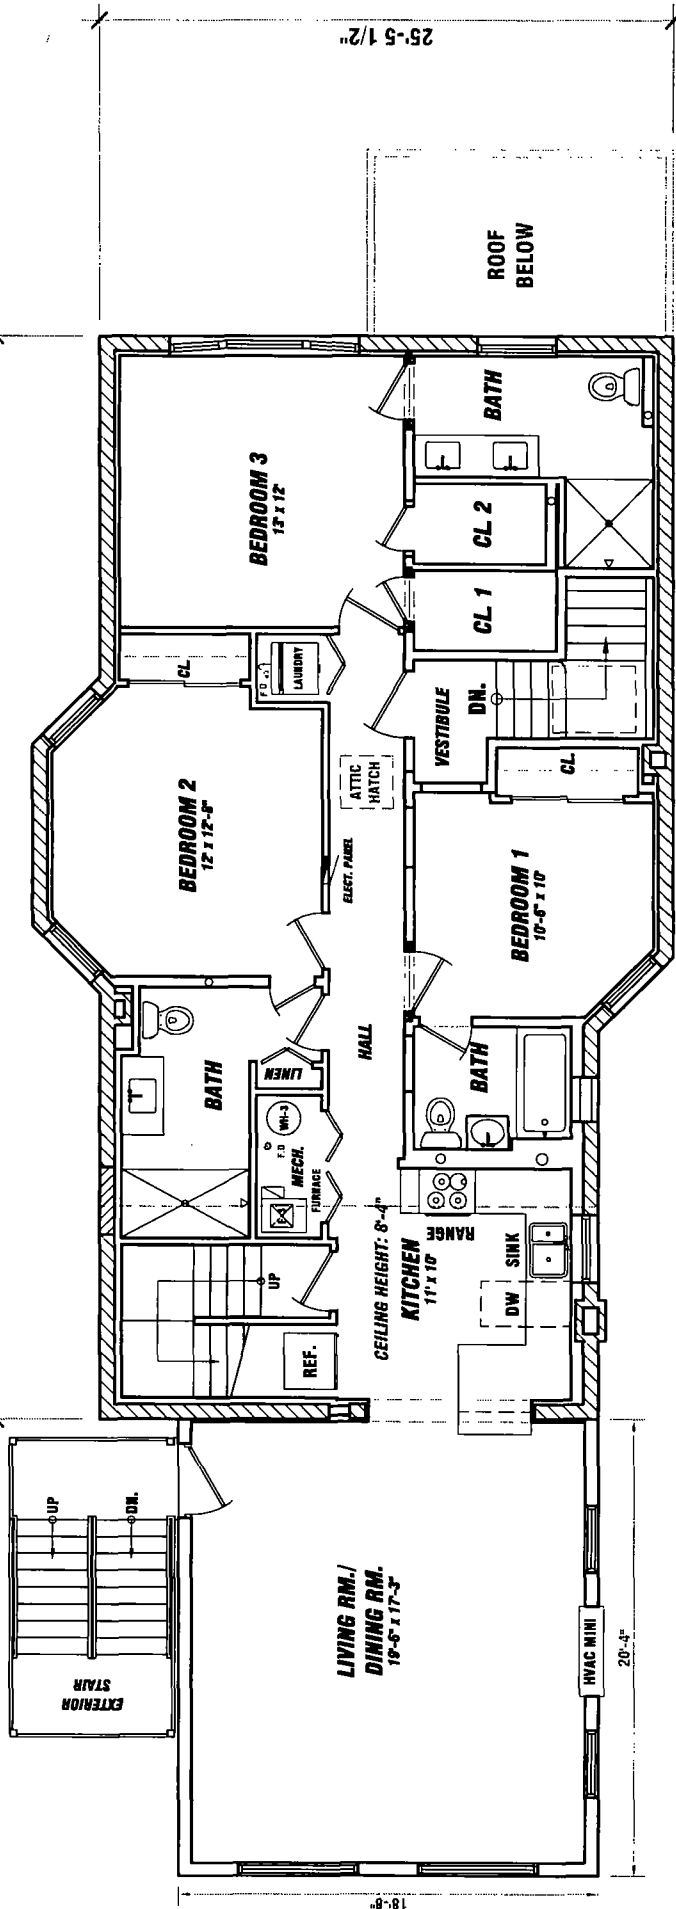 25'-5 1/2"
ROOF
BELOW
BEDROOM 3
13' x 12'
BATH
CL. 2
CL. 1
CL.
F.D.
LAUNDRY
VESTIBULE
DN.
ATTIC
HATCH
CL.
BEDROOM 2
12' x 12'-8"
ELECT. PANEL
BEDROOM 1
10'-6" x 10'
BATH
LINEN
HALL
BATH
WH-3
F.D
MECH.
FURNACE
CEILING HEIGHT: 8'-4"
KITCHEN
11' x 10'
RANGE
SINK
DW
UP
REF.
UP
DN.
EXTERIOR
STAIR
LIVING RM./
DINING RM.
19'-6" x 17'-3"
HVAC MINI
20'-4"
18'-8"